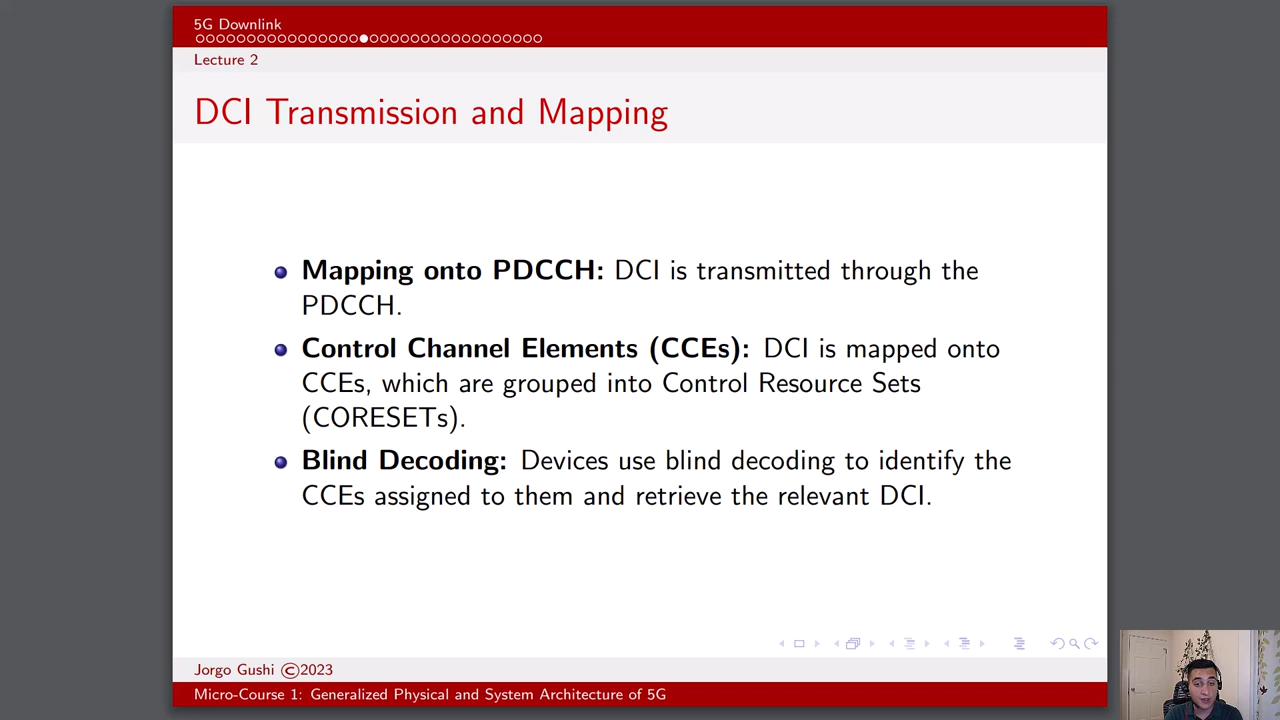 5G Downlink
Lecture 2
DCI Transmission and Mapping
Mapping onto PDCCH: DCI is transmitted through the
PDCCH.
Control Channel Elements (CCEs): DCI is mapped onto
CCEs, which are grouped into Control Resource Sets
(CORESETs).
Blind Decoding: Devices use blind decoding to identify the
CCEs assigned to them and retrieve the relevant DCI.
Jorgo Gushi ©2023
Micro-Course 1: Generalized Physical and System Architecture of 5G